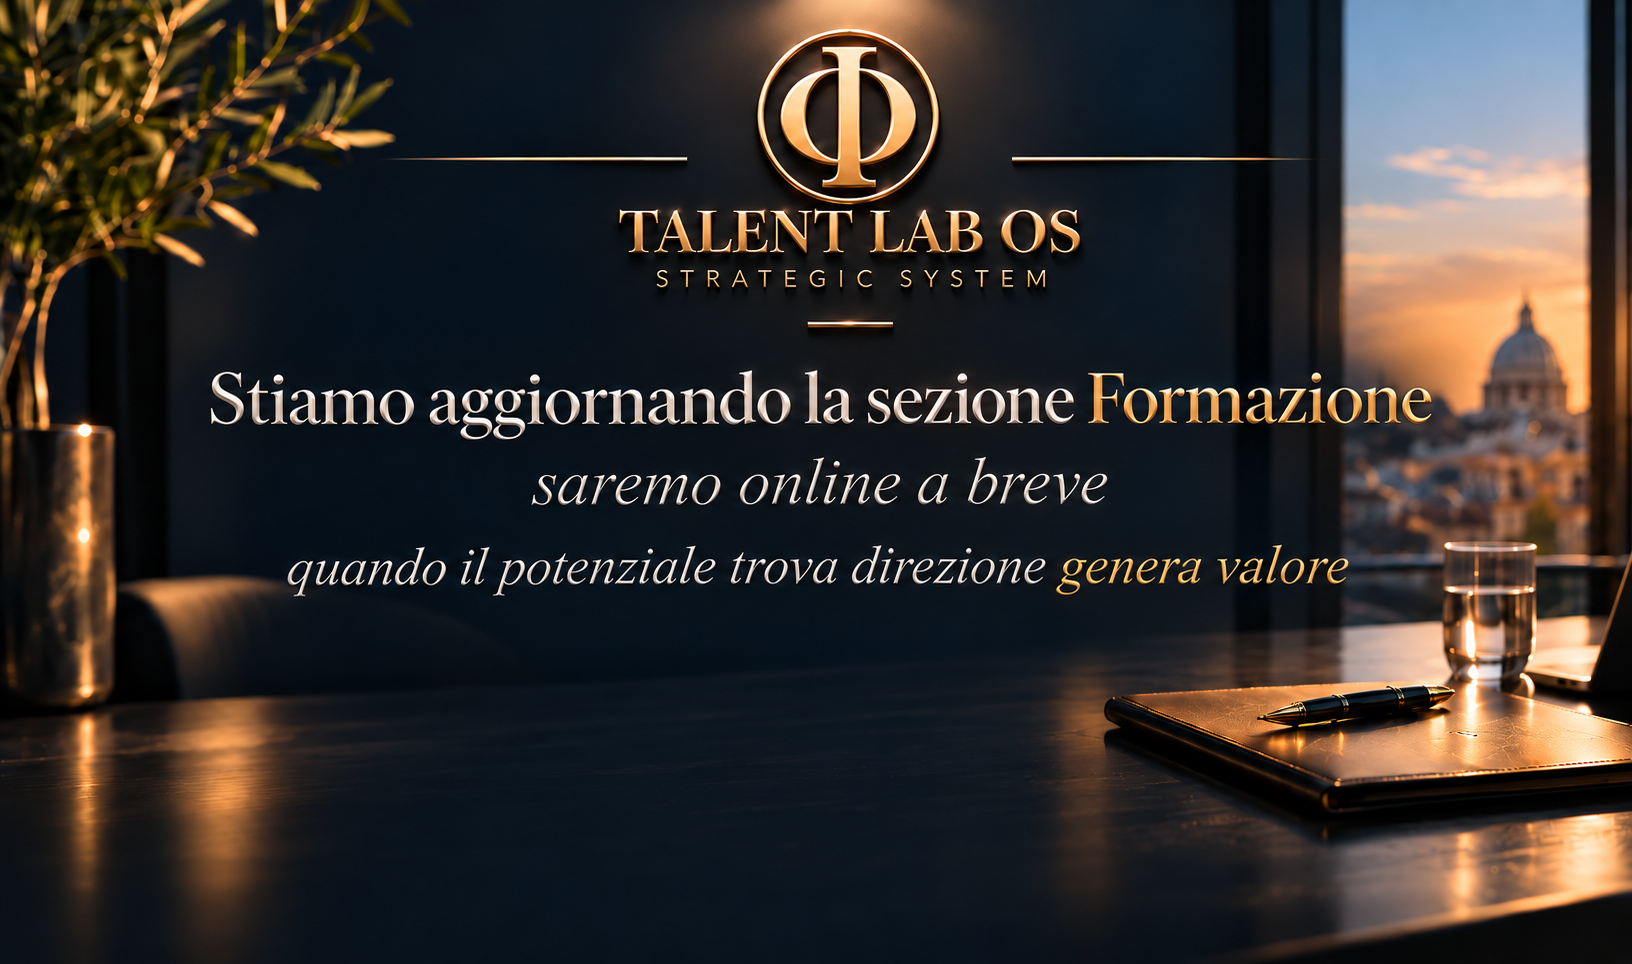 Φ
TALENT LAB OS
STRATEGIC SYSTEM
Stiamo aggiornando la sezione Formazione
saremo online a breve
quando il potenziale trova direzione genera valore